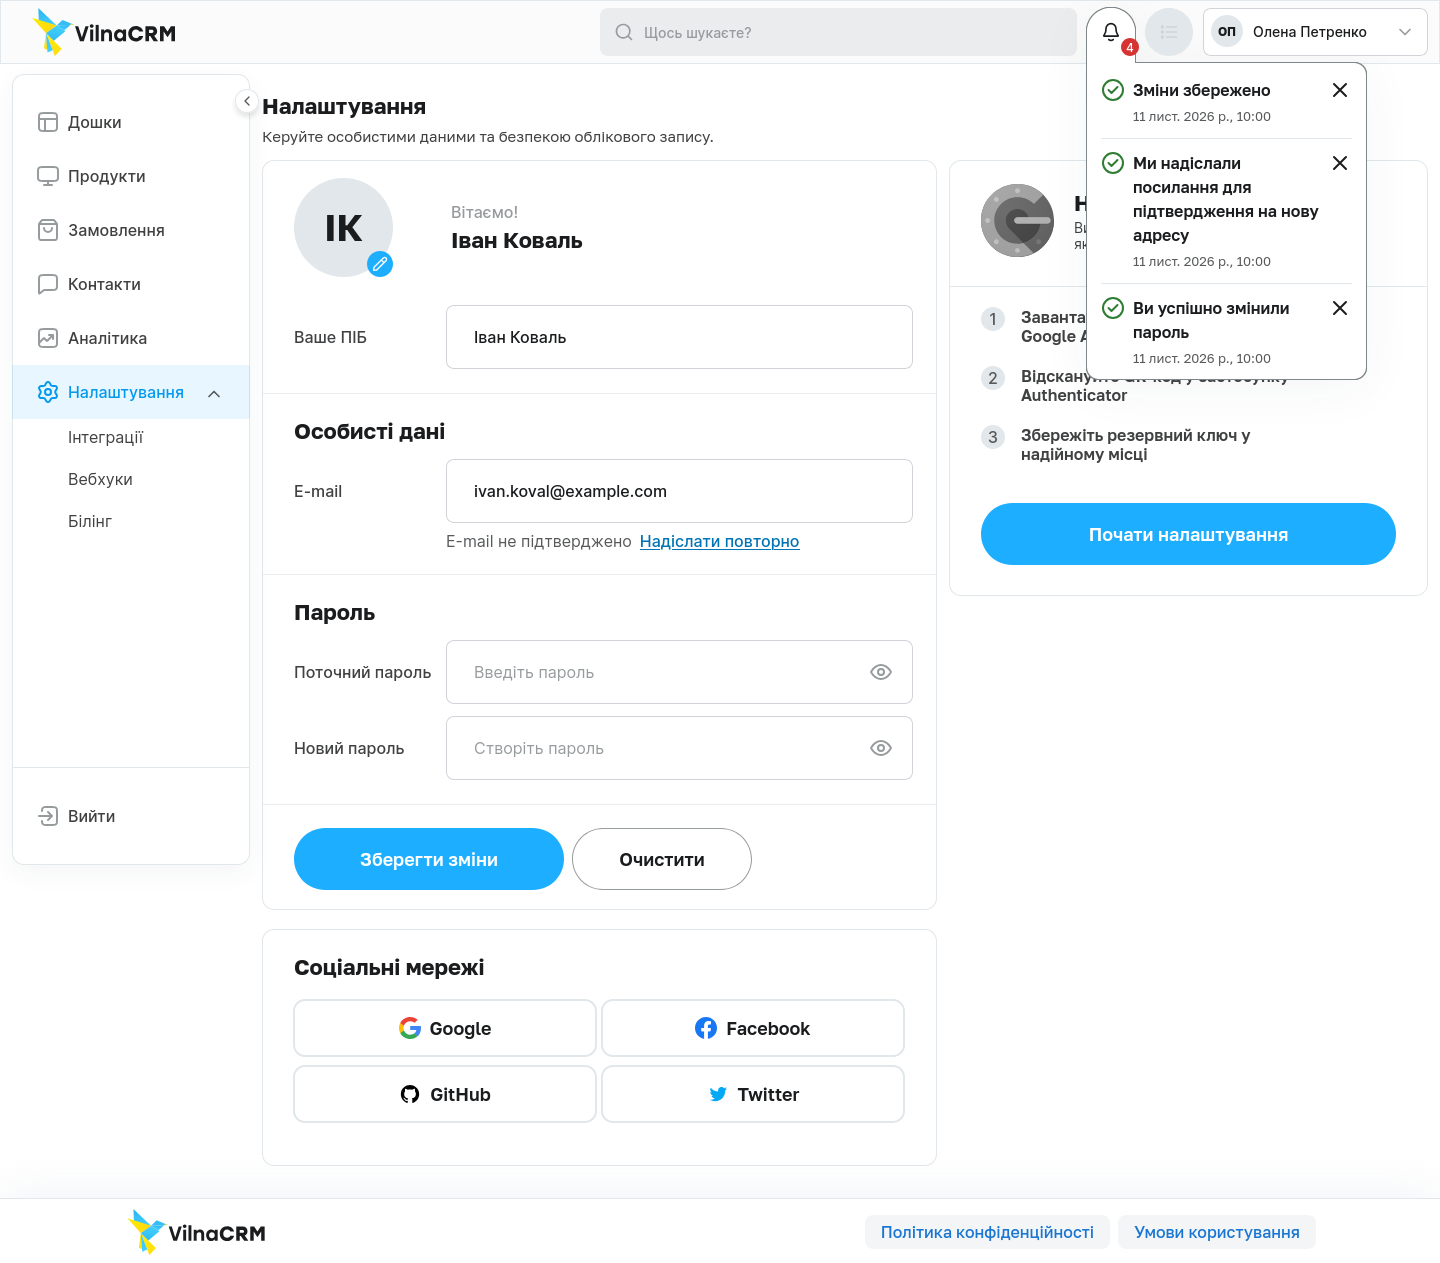 VilnaCRM
Щось шукаєте?
4
ОП
Олена Петренко
Дошки
Продукти
Замовлення
Контакти
Аналітика
Налаштування
Інтеграції
Вебхуки
Білінг
Вийти
Налаштування
Керуйте особистими даними та безпекою облікового запису.
ІК
Вітаємо!
Іван Коваль
Ваше ПІБ
Іван Коваль
Особисті дані
E-mail
ivan.koval@example.com
E-mail не підтверджено Надіслати повторно
Пароль
Поточний пароль
Введіть пароль
Новий пароль
Створіть пароль
Зберегти зміни
Очистити
Соціальні мережі
Google
Facebook
GitHub
Twitter
Зміни збережено
11 лист. 2026 р., 10:00
Ми надіслали
посилання для
підтвердження на нову
адресу
11 лист. 2026 р., 10:00
Ви успішно змінили
пароль
11 лист. 2026 р., 10:00
1
Google
2
Authenticator
3
Збережіть резервний ключ у
надійному місці
Почати налаштування
VilnaCRM
Політика конфіденційності
Умови користування